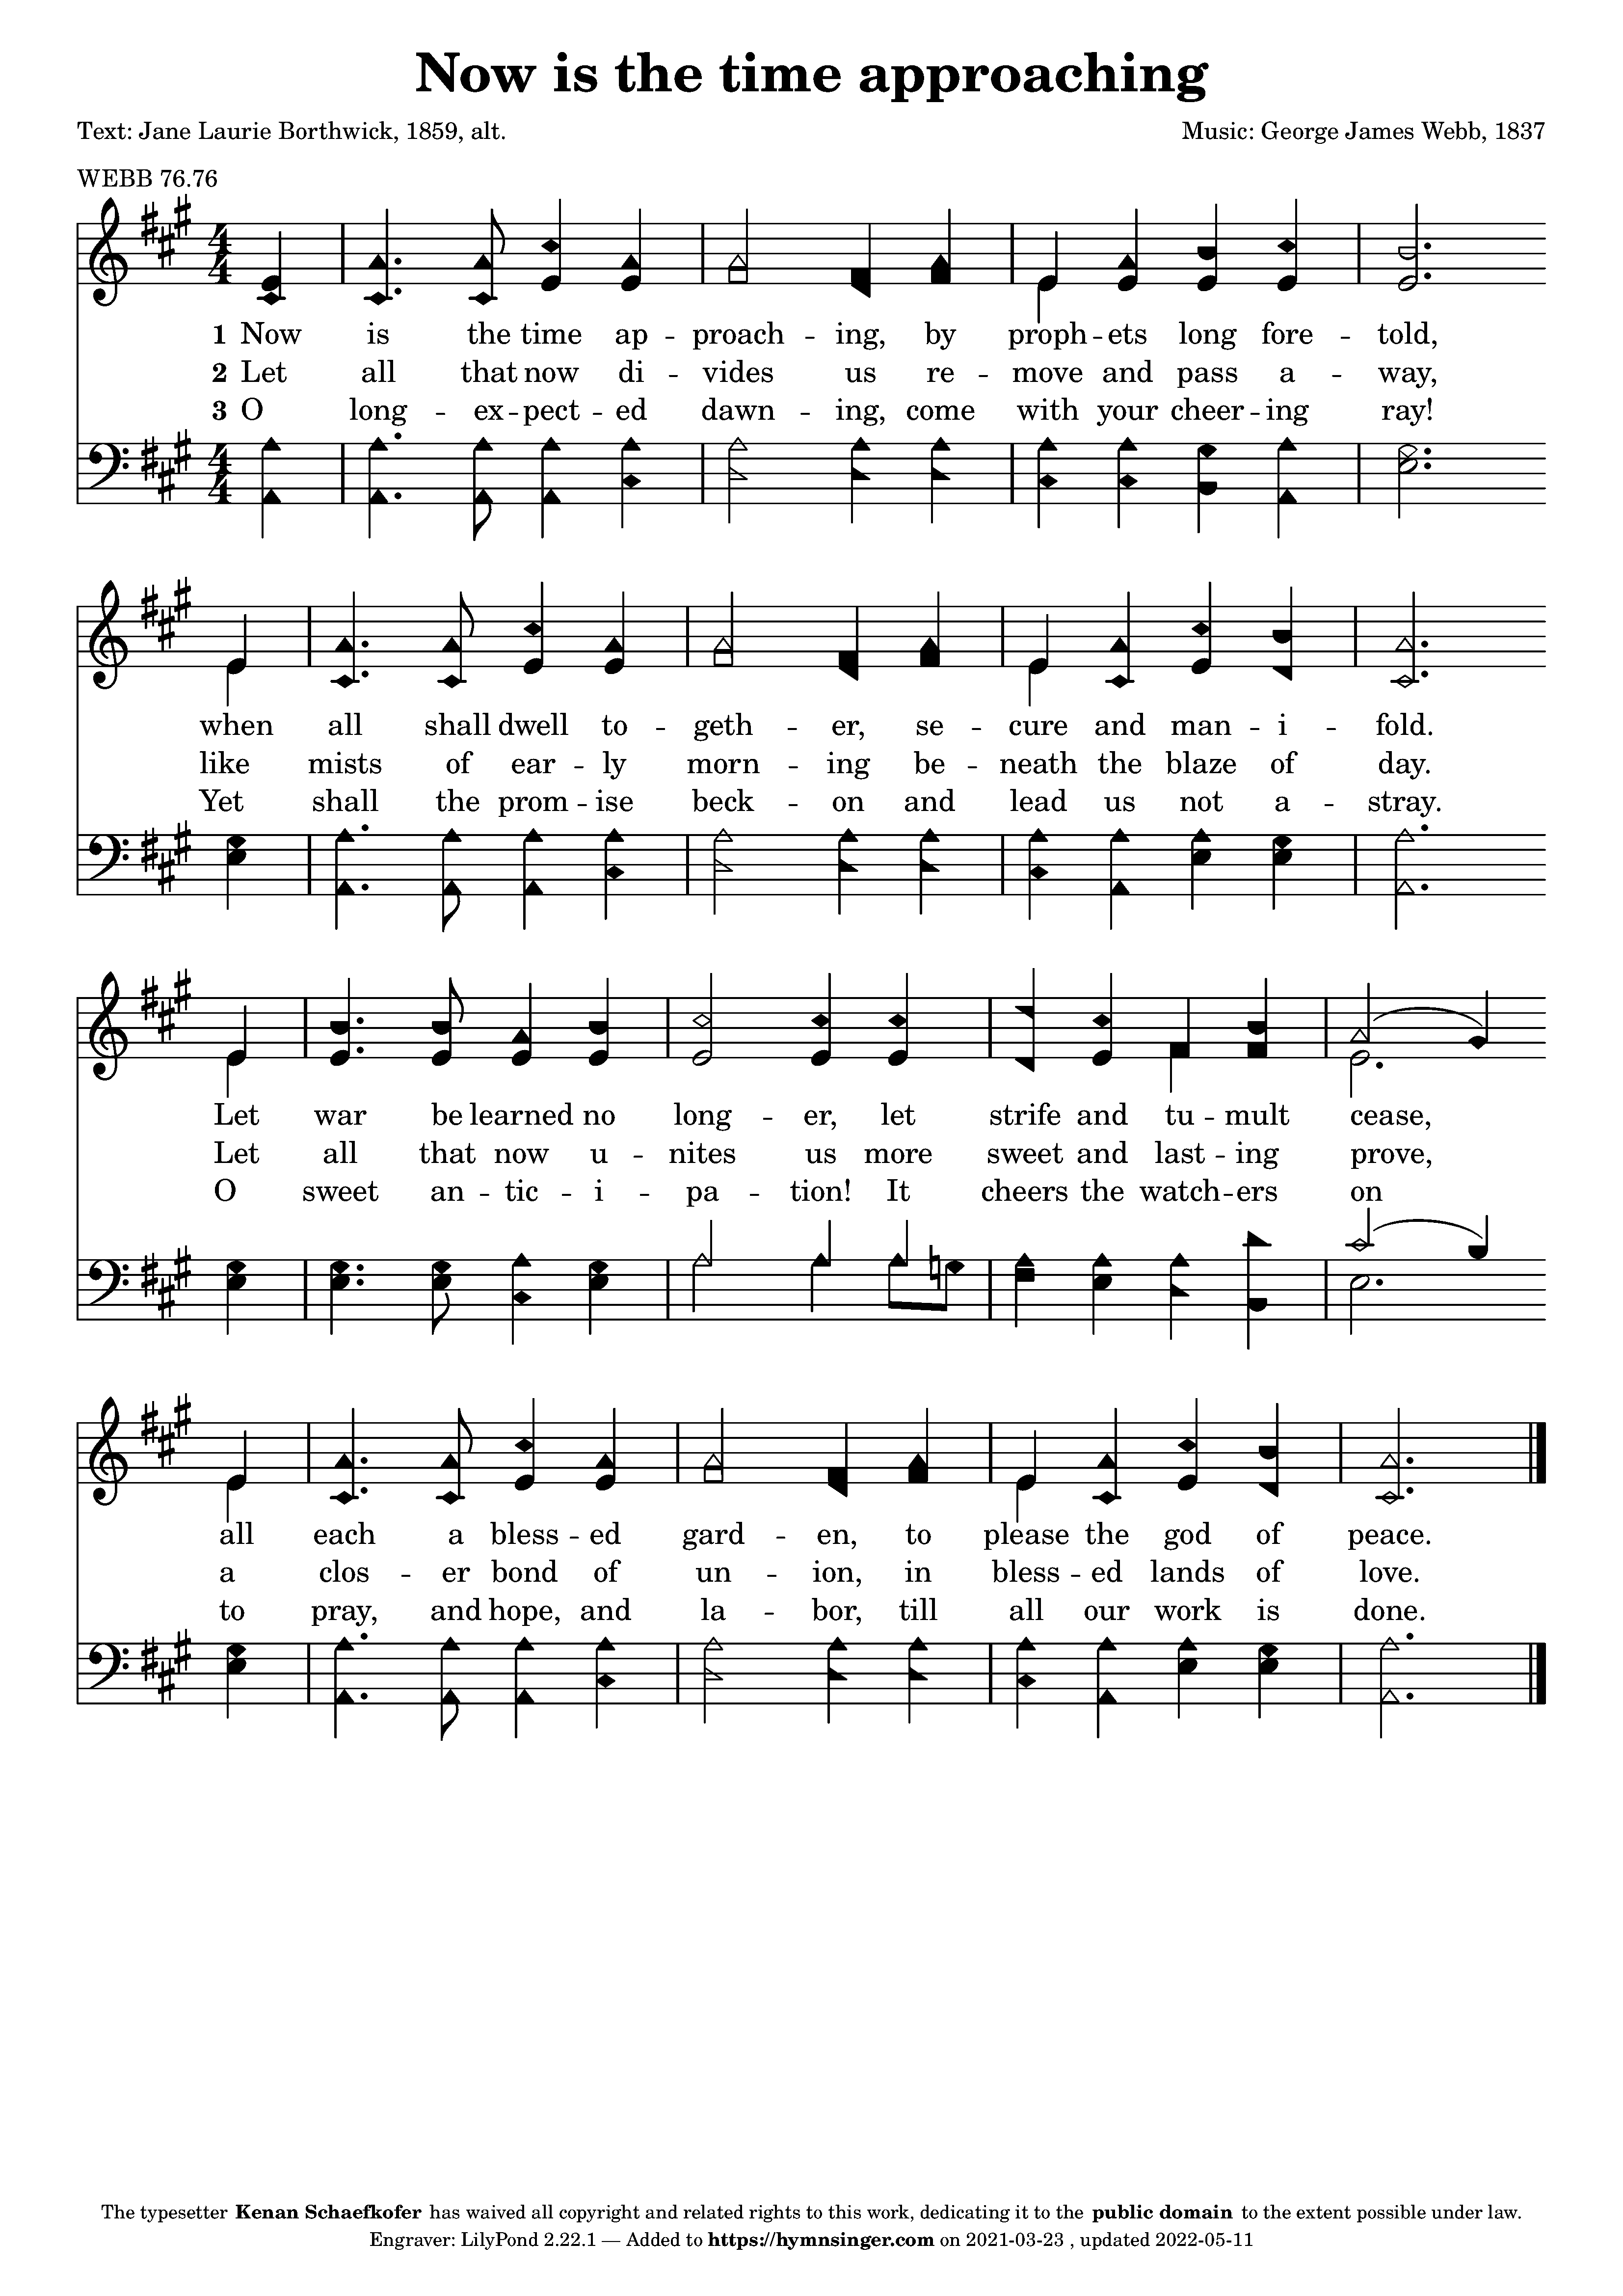 Now is the time approaching
Text: Jane Laurie Borthwick, 1859, alt.
Music: George James Webb, 1837
WEBB 76.76
1 Now is the time ap - proach - ing, by proph - ets long fore - told,
2 Let all that now di - vides us re - move and pass a - way,
3 O long - ex - pect - ed dawn - ing, come with your cheer - ing ray!
when all shall dwell to - geth - er, se - cure and man - i - fold.
like mists of ear - ly morn - ing be - neath the blaze of day.
Yet shall the prom - ise beck - on and lead us not a - stray.
Let war be learned no long - er, let strife and tu - mult cease,
Let all that now u - nites us more sweet and last - ing prove,
O sweet an - tic - i - pa - tion! It cheers the watch - ers on
all each a bless - ed gard - en, to please the god of peace.
a clos - er bond of un - ion, in bless - ed lands of love.
to pray, and hope, and la - bor, till all our work is done.
The typesetter Kenan Schaefkofer has waived all copyright and related rights to this work, dedicating it to the public domain to the extent possible under law.
Engraver: LilyPond 2.22.1 — Added to https://hymnsinger.com on 2021-03-23 , updated 2022-05-11